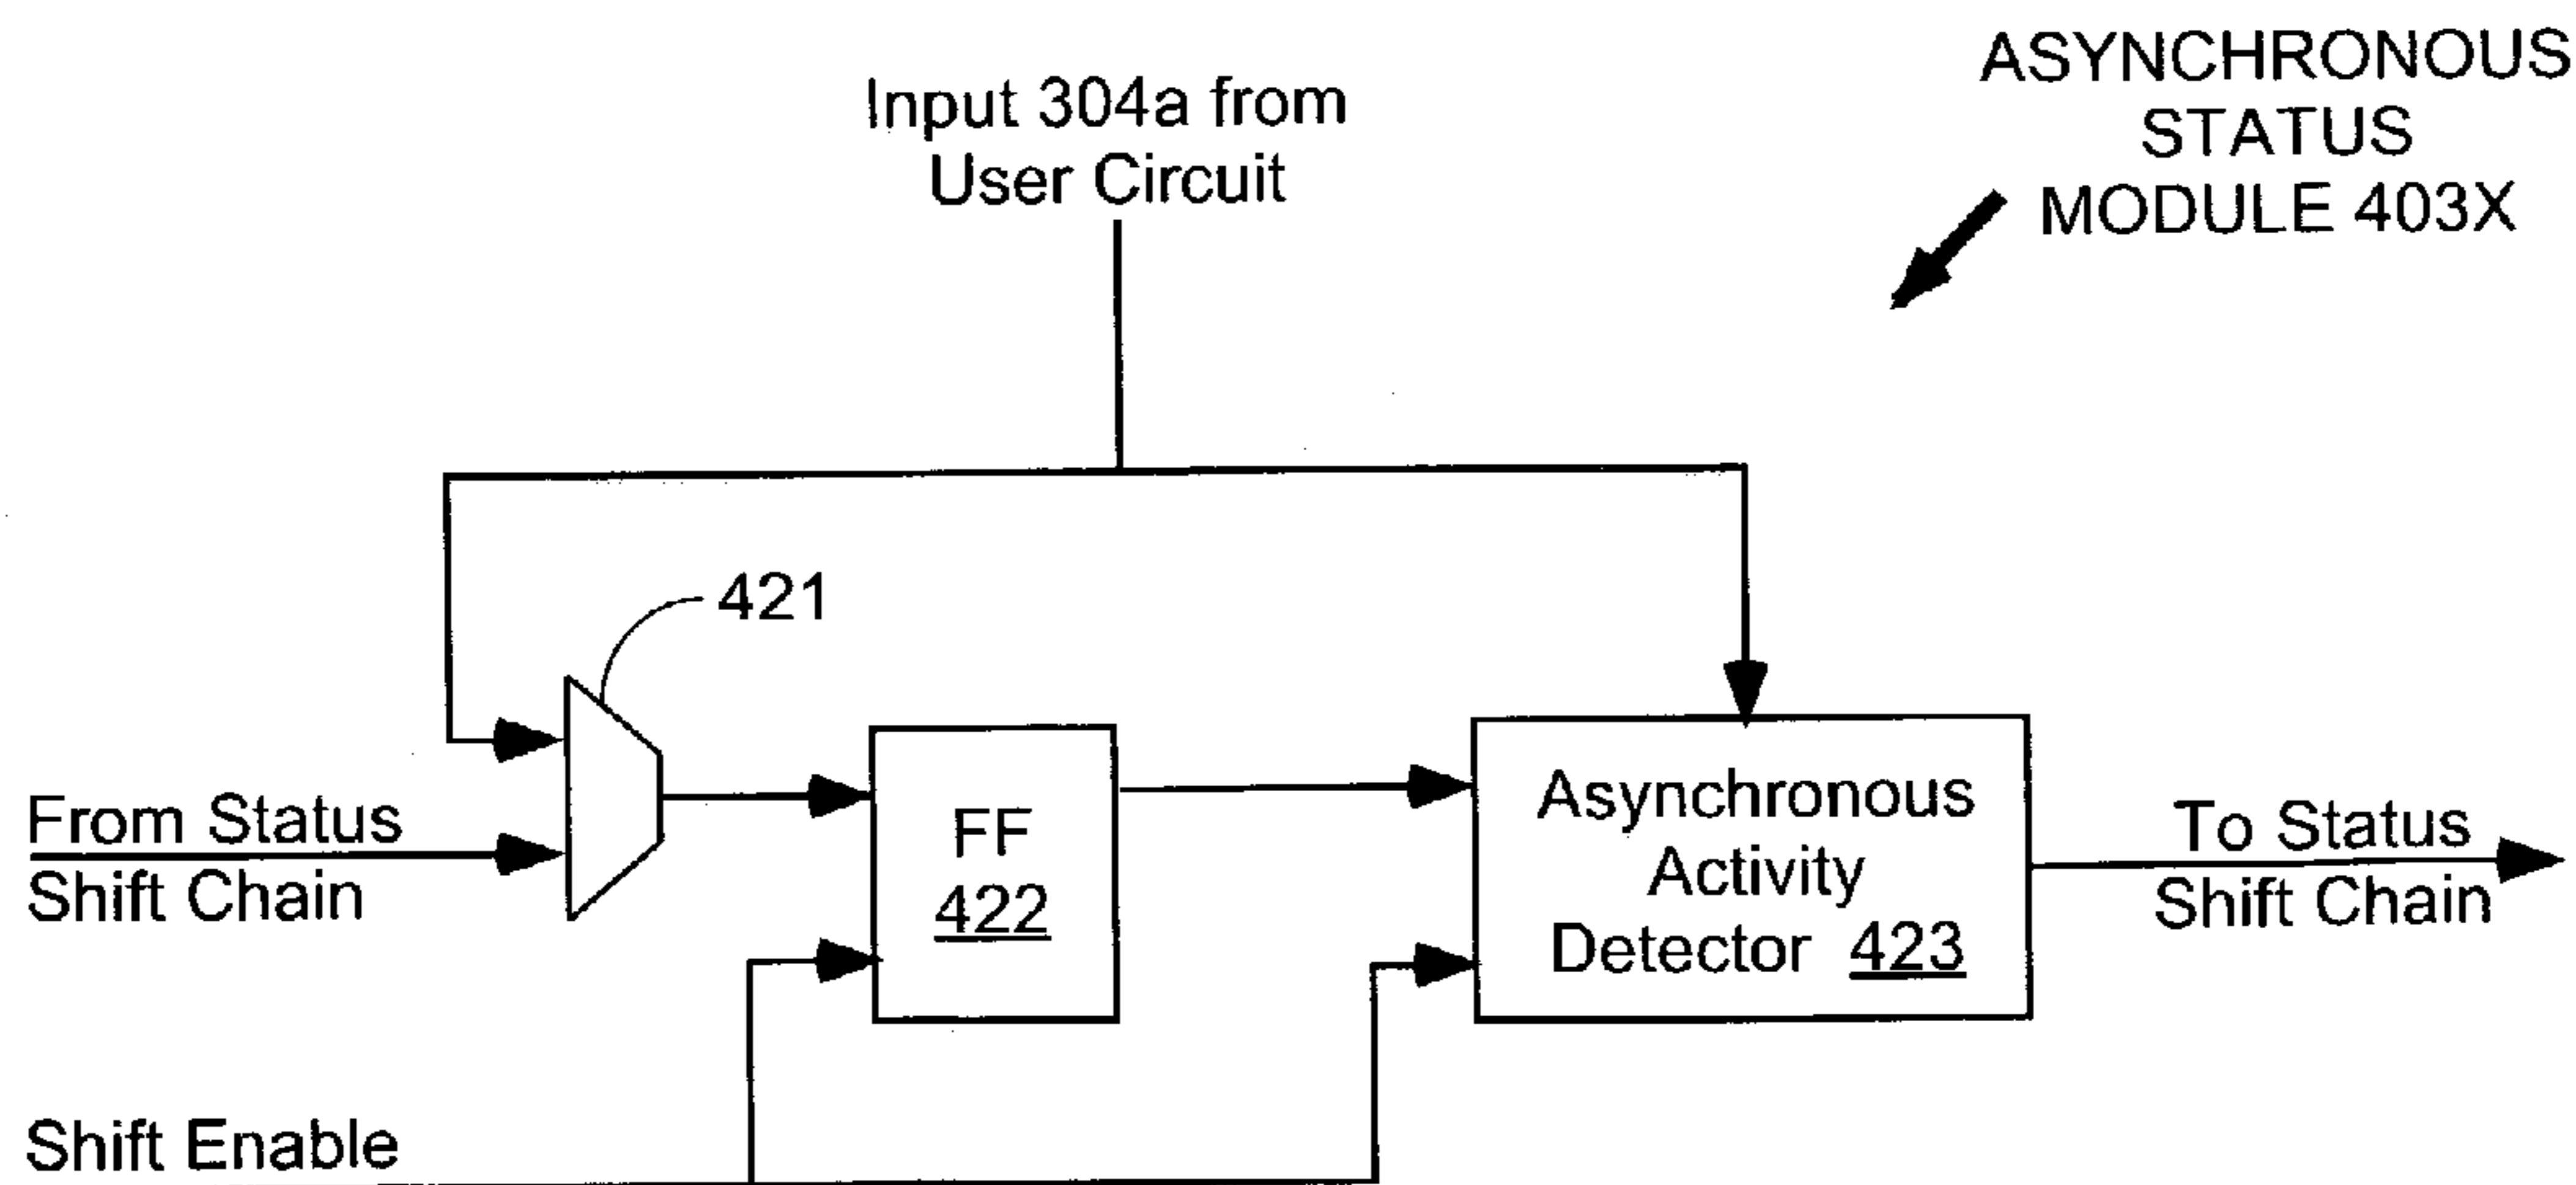 ASYNCHRONOUS
STATUS
MODULE 403X
Input 304a from
User Circuit
421
From Status
Shift Chain
FF
422
Asynchronous
Activity
Detector 423
To Status
Shift Chain
Shift Enable